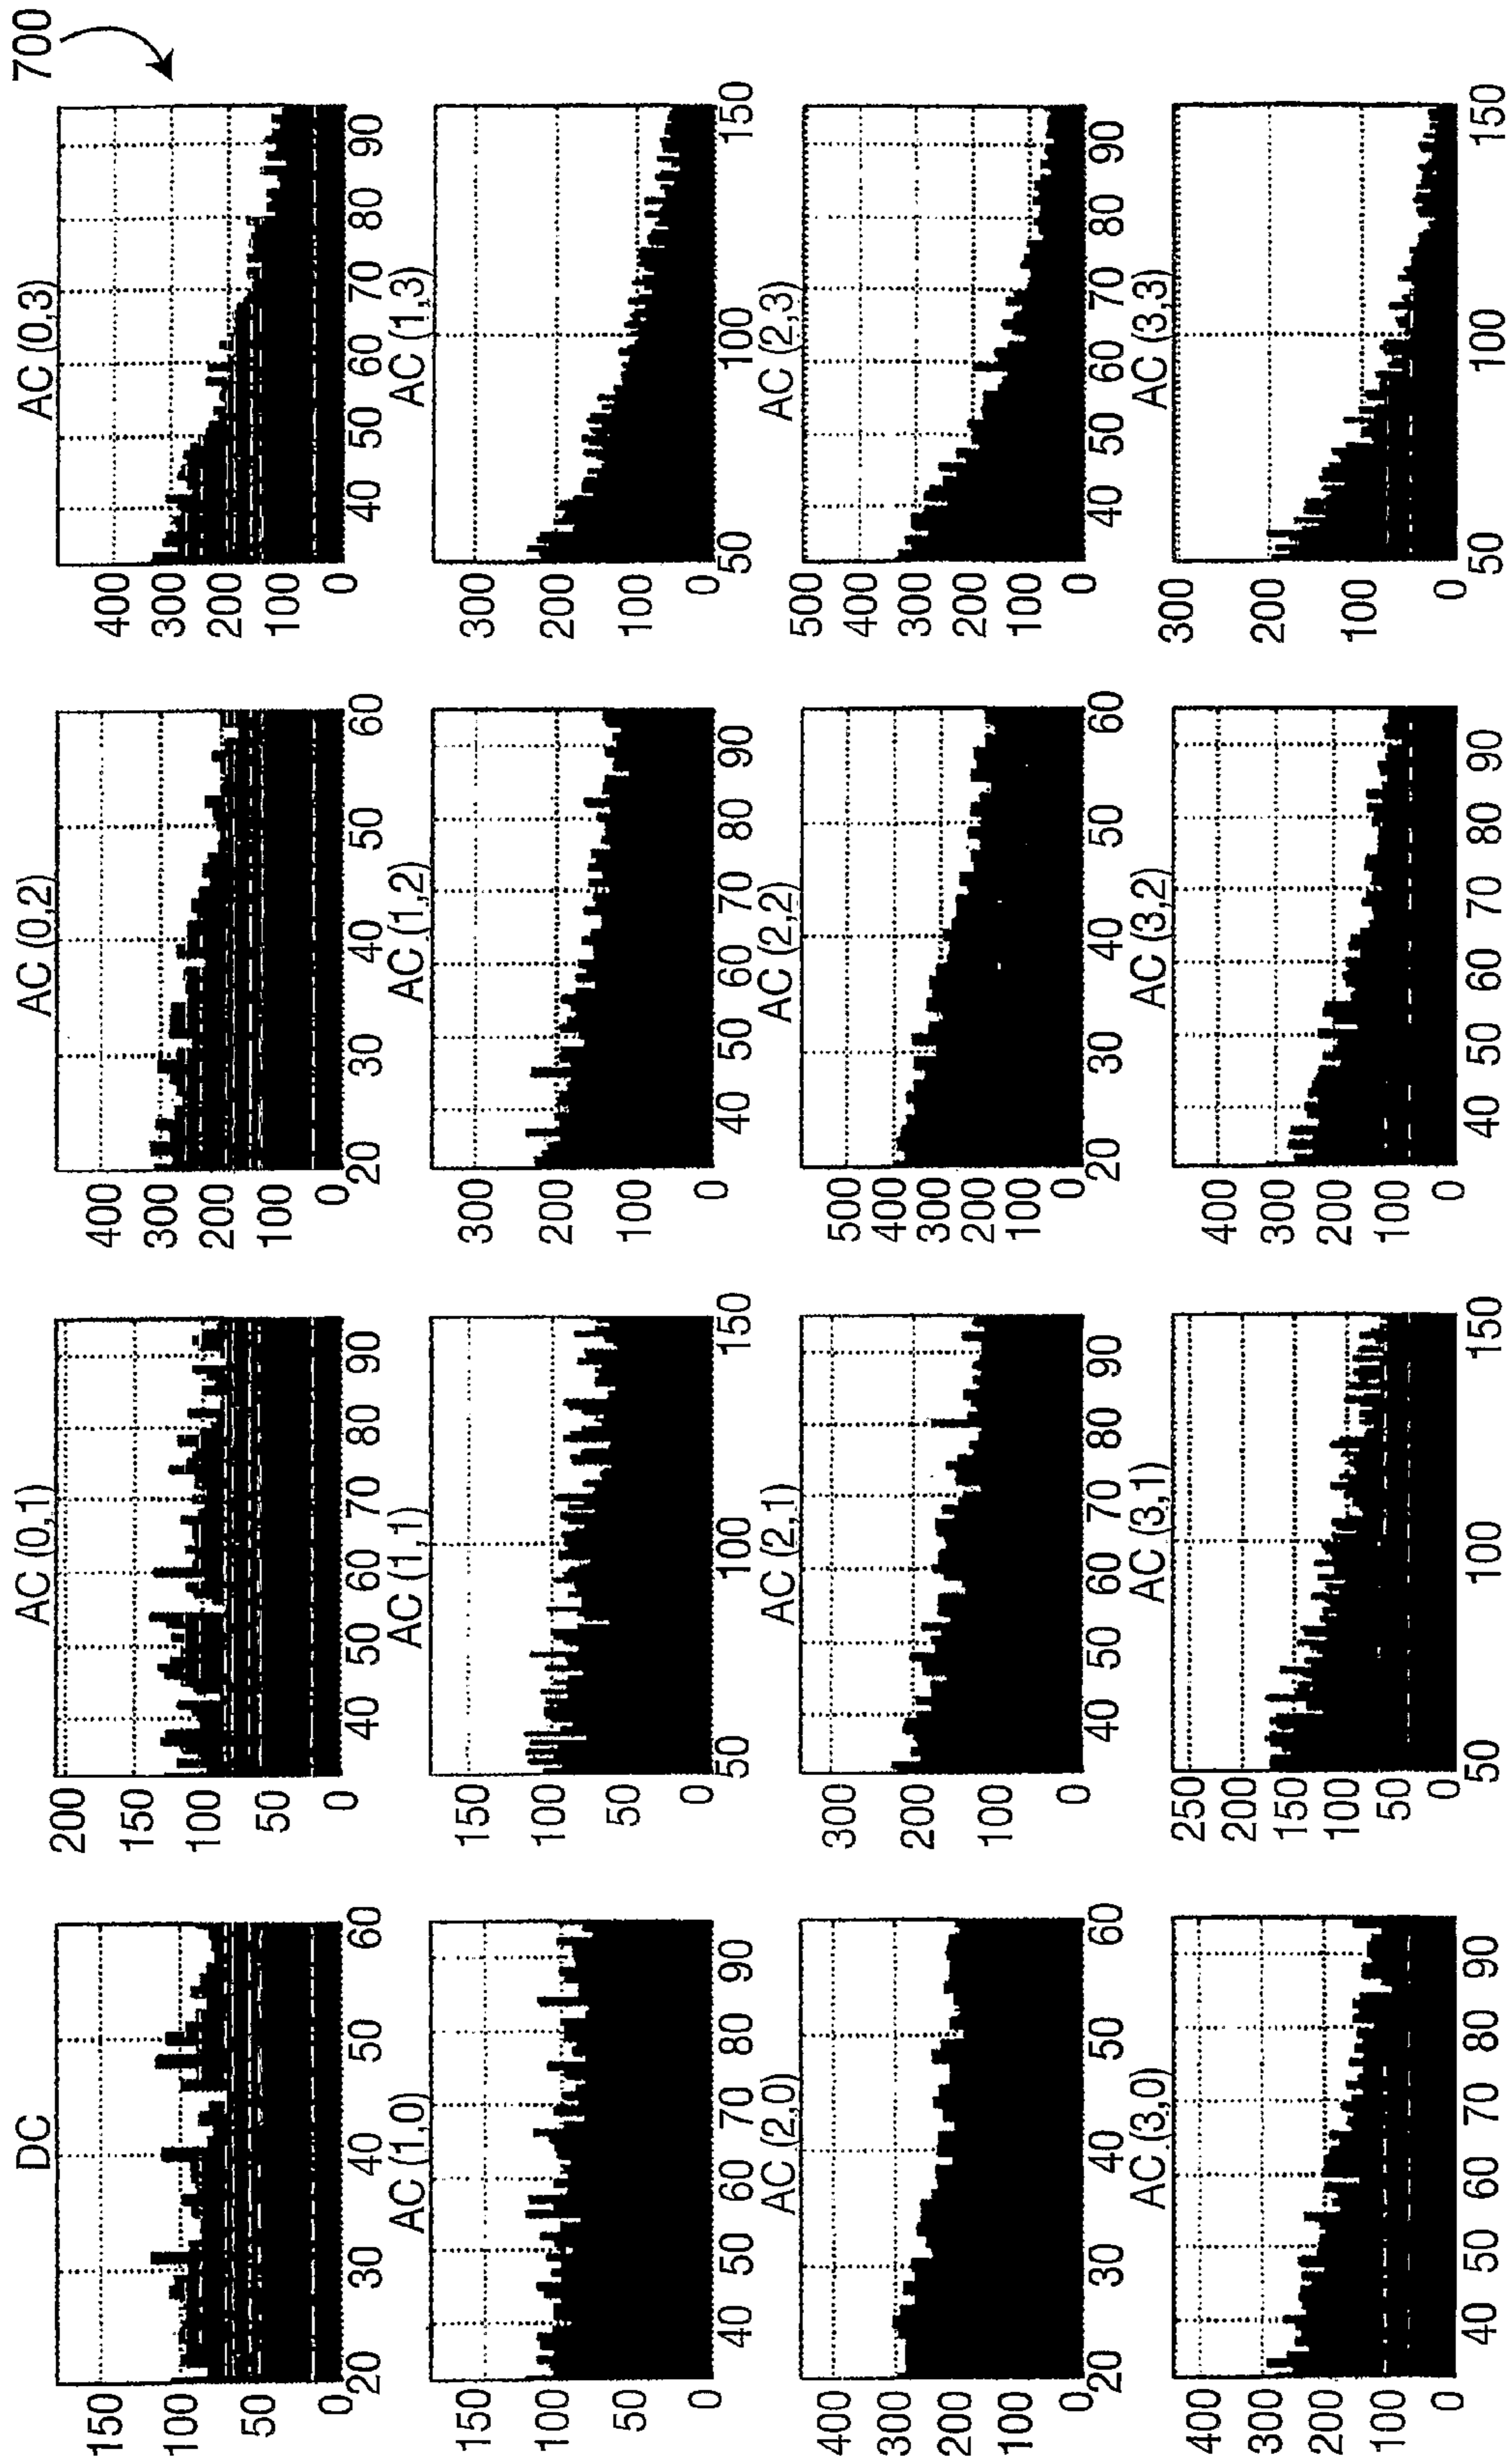 700
DC AC (0,1) AC (0,2) AC (0,3)
150 200 400 400
100 150 300 300
50 100 200 200
0 50 100 100
0 0 0
20 30 40 50 60 40 50 60 70 80 90 20 30 40 50 60 40 50 60 70 80 90
AC (1,0) AC (1,1) AC (1,2) AC (1,3)
150 150 300 300
100 100 200 200
50 50 100 100
0 0 0 0
40 50 60 70 80 90 50 100 150 40 50 60 70 80 90 50 100 150
AC (2,0) AC (2,1) AC (2,2) AC (2,3)
400 300 500 500
300 200 400 400
200 100 300 300
100 0 200 200
0 100 100
0 0
20 30 40 50 60 40 50 60 70 80 90 20 30 40 50 60 40 50 60 70 80 90
AC (3,0) AC (3,1) AC (3,2) AC (3,3)
400 250 400 300
300 200 300 200
200 150 200 100
100 100 100 0
0 50 0
0
40 50 60 70 80 90 50 100 150 40 50 60 70 80 90 50 100 150